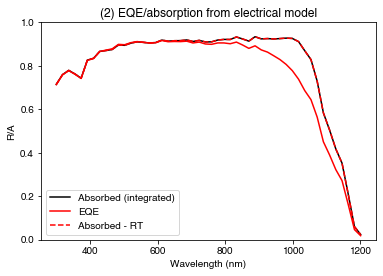 (2) EQE/absorption from electrical model
1.0
0.8
0.6
0.4
0.2
0.0
R/A
Absorbed (integrated)
EQE
Absorbed - RT
400
600
800
1000
1200
Wavelength (nm)